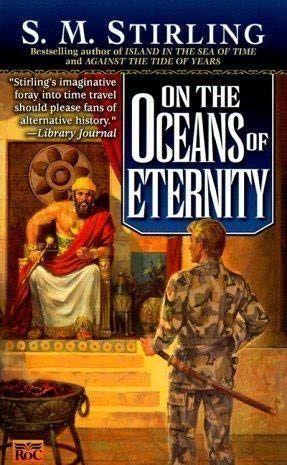 S. M. STIRLING
Bestselling author of ISLAND IN THE SEA OF TIME
and AGAINST THE TIDE OF YEARS
"Stirling's imaginative
foray into time travel
should please fans of
alternative history."
—Library Journal
ON THE
OCEANS OF
ETERNITY
ROC